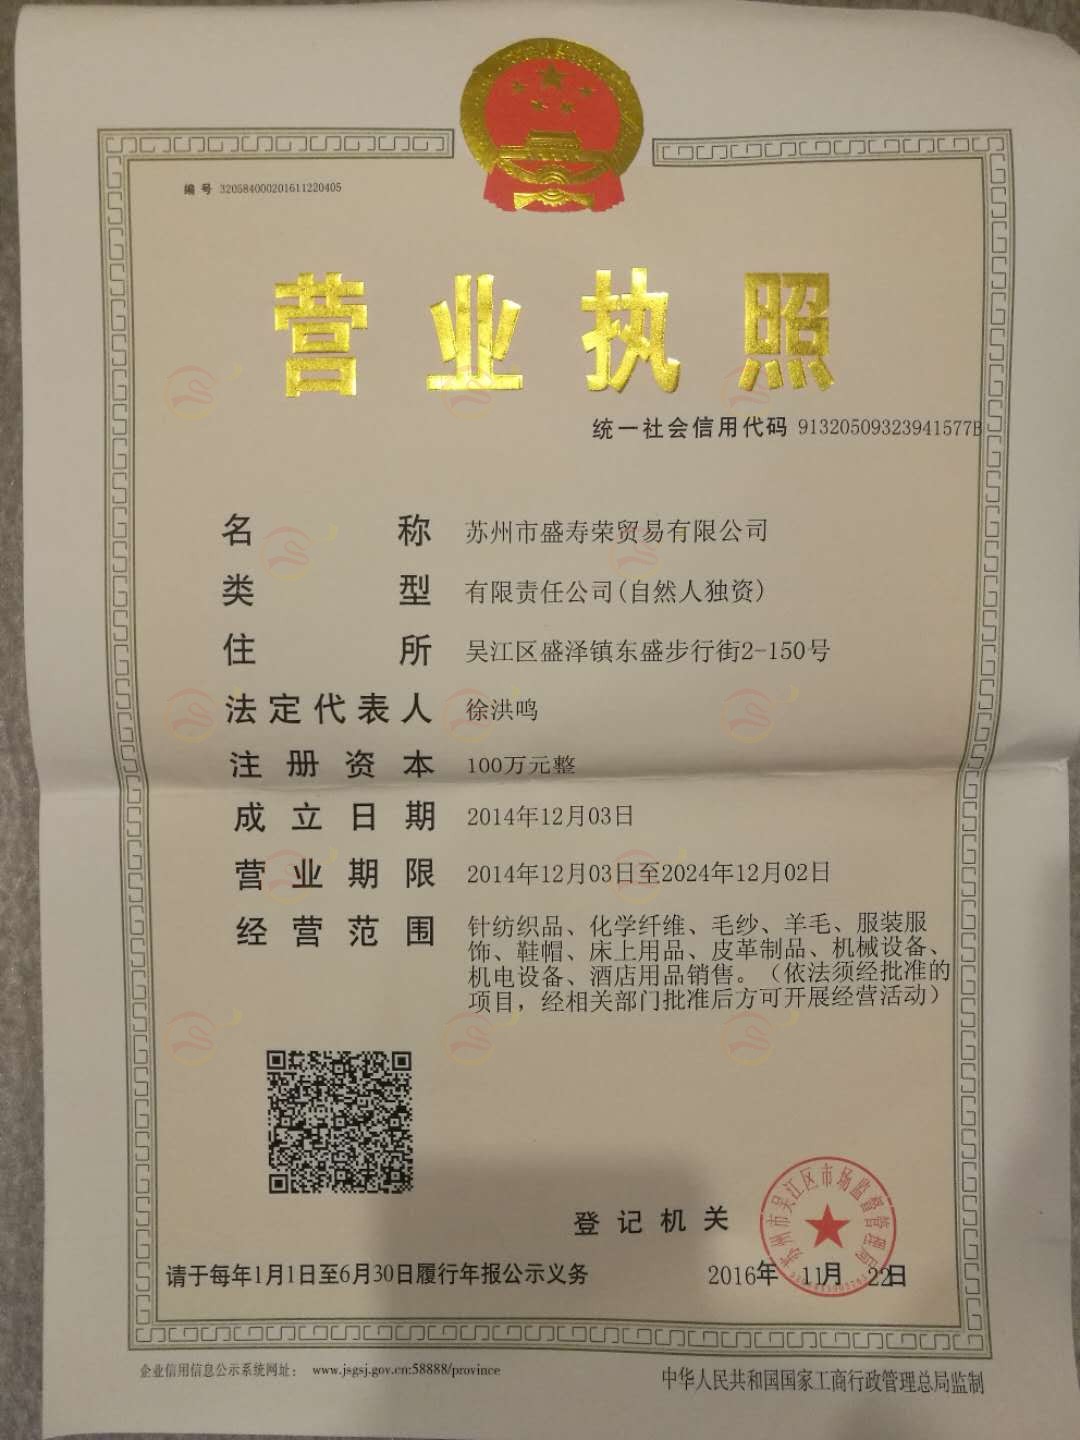 编 号 320584000201611220405
营业执照
统一社会信用代码 91320509323941577B
名 称 苏州市盛寿荣贸易有限公司
类 型 有限责任公司(自然人独资)
住 所 吴江区盛泽镇东盛步行街2-150号
法定代表人 徐洪鸣
注册资本 100万元整
成立日期 2014年12月03日
营业期限 2014年12月03日至2024年12月02日
经营范围 针纺织品、化学纤维、毛纱、羊毛、服装服
饰、鞋帽、床上用品、皮革制品、机械设备、
机电设备、酒店用品销售。（依法须经批准的
项目，经相关部门批准后方可开展经营活动）
登记机关
苏州市吴江区市场监督管理局
请于每年1月1日至6月30日履行年报公示义务
2016年 11月 22日
企业信用信息公示系统网址： www.jsgsj.gov.cn:58888/province
中华人民共和国国家工商行政管理总局监制